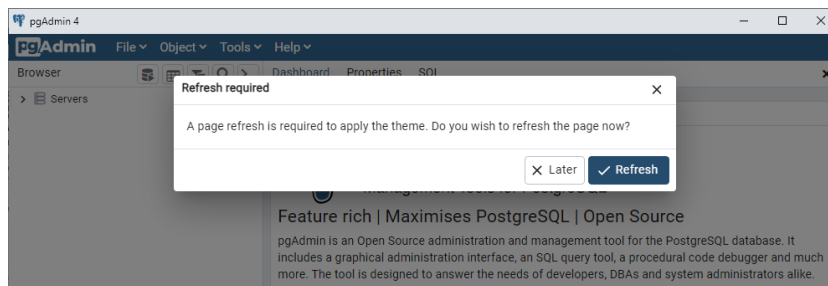 pgAdmin 4
pgAdmin File Object Tools Help
Browser Dashboard Properties SQL
Servers
Refresh required
A page refresh is required to apply the theme. Do you wish to refresh the page now?
Later Refresh
Management Tools for PostgreSQL
Feature rich | Maximises PostgreSQL | Open Source
pgAdmin is an Open Source administration and management tool for the PostgreSQL database. It
includes a graphical administration interface, an SQL query tool, a procedural code debugger and much
more. The tool is designed to answer the needs of developers, DBAs and system administrators alike.